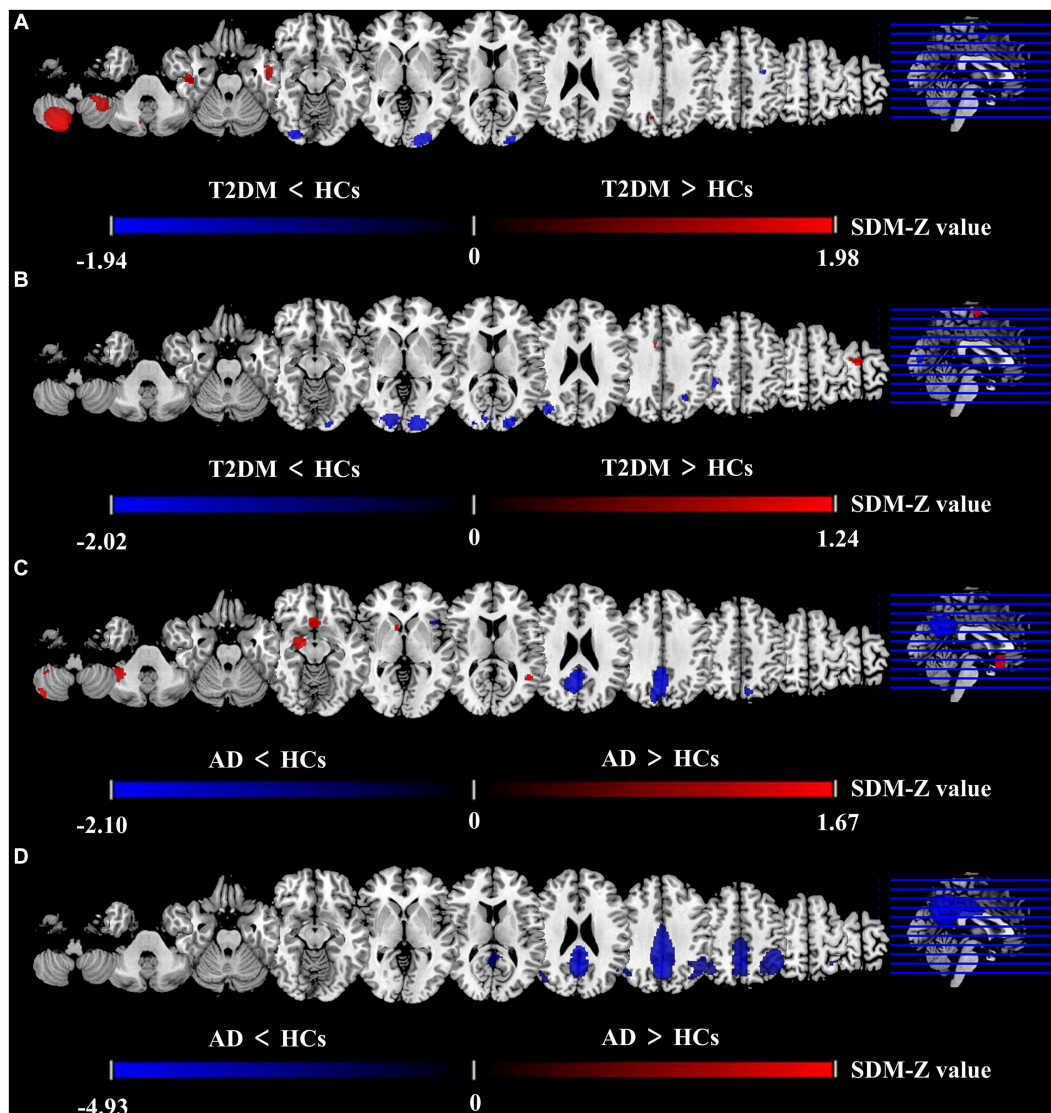 A
T2DM < HCs T2DM > HCs
SDM-Z value
-1.94 0 1.98
B
T2DM < HCs T2DM > HCs
SDM-Z value
-2.02 0 1.24
C
AD < HCs AD > HCs
SDM-Z value
-2.10 0 1.67
D
AD < HCs AD > HCs
SDM-Z value
-4.93 0